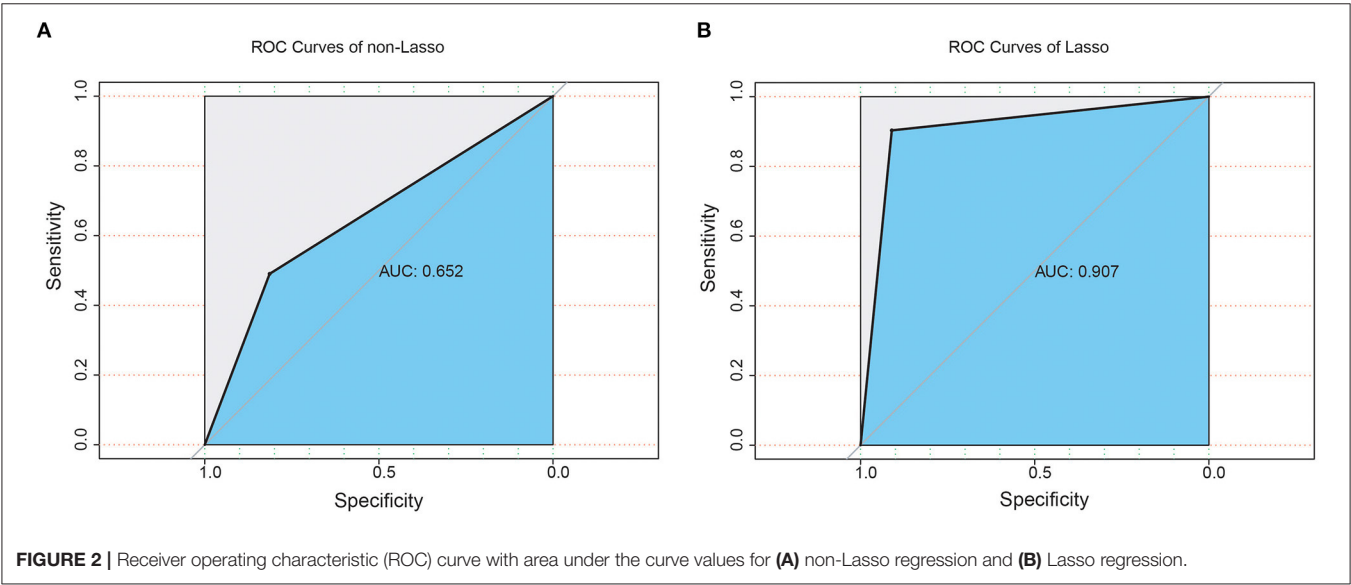 A
ROC Curves of non-Lasso
1.0
0.8
0.6
0.4
0.2
0.0
Sensitivity
AUC: 0.652
1.0 0.5 0.0
Specificity
B
ROC Curves of Lasso
1.0
0.8
0.6
0.4
0.2
0.0
Sensitivity
AUC: 0.907
1.0 0.5 0.0
Specificity
FIGURE 2 | Receiver operating characteristic (ROC) curve with area under the curve values for (A) non-Lasso regression and (B) Lasso regression.